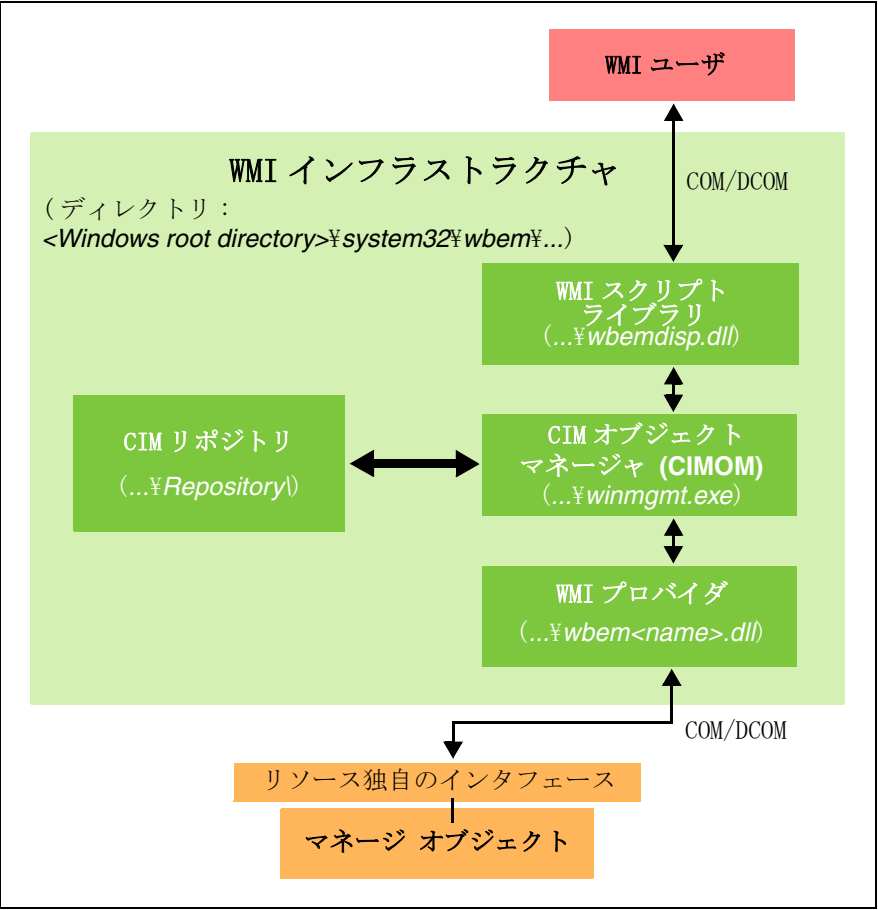 WMI ユーザ
WMI インフラストラクチャ
COM/DCOM
(ディレクトリ:
<Windows root directory>¥system32¥wbem¥...)
WMI スクリプト
ライブラリ
(...¥wbemdisp.dll)
CIM リポジトリ
(...¥Repository\)
CIM オブジェクト
マネージャ (CIMOM)
(...¥winmgmt.exe)
WMI プロバイダ
(...¥wbem<name>.dll)
COM/DCOM
リソース独自のインタフェース
マネージ オブジェクト